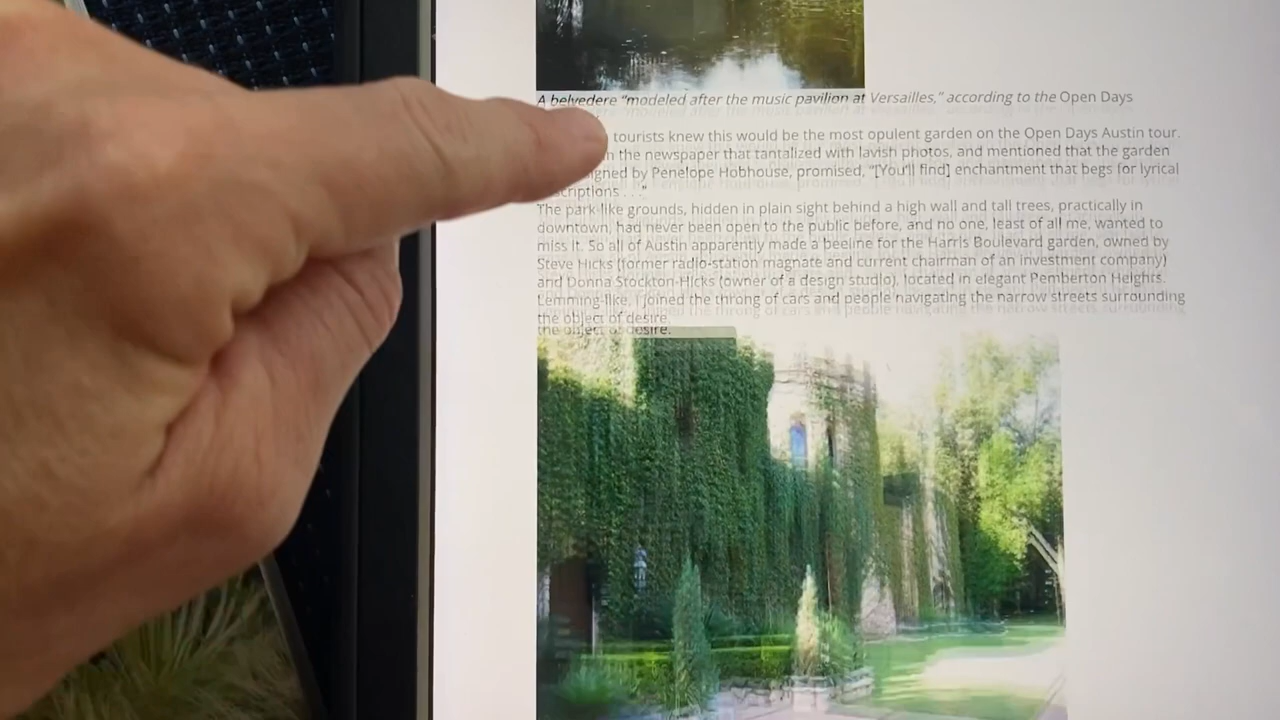 A belvedere “modeled after the music pavilion at Versailles,” according to the Open Days
tourists knew this would be the most opulent garden on the Open Days Austin tour.
the newspaper that tantalized with lavish photos, and mentioned that the garden
by Penelope Hobhouse, promised, “[You’ll find] enchantment that begs for lyrical
criptions . . .”
The park-like grounds, hidden in plain sight behind a high wall and tall trees, practically in
downtown, had never been open to the public before, and no one, least of all me, wanted to
miss it. So all of Austin apparently made a beeline for the Harris Boulevard garden, owned by
Steve Hicks (former radio-station magnate and current chairman of an investment company)
and Donna Stockton-Hicks (owner of a design studio), located in elegant Pemberton Heights.
Lemming-like, I joined the throng of cars and people navigating the narrow streets surrounding
the object of desire.